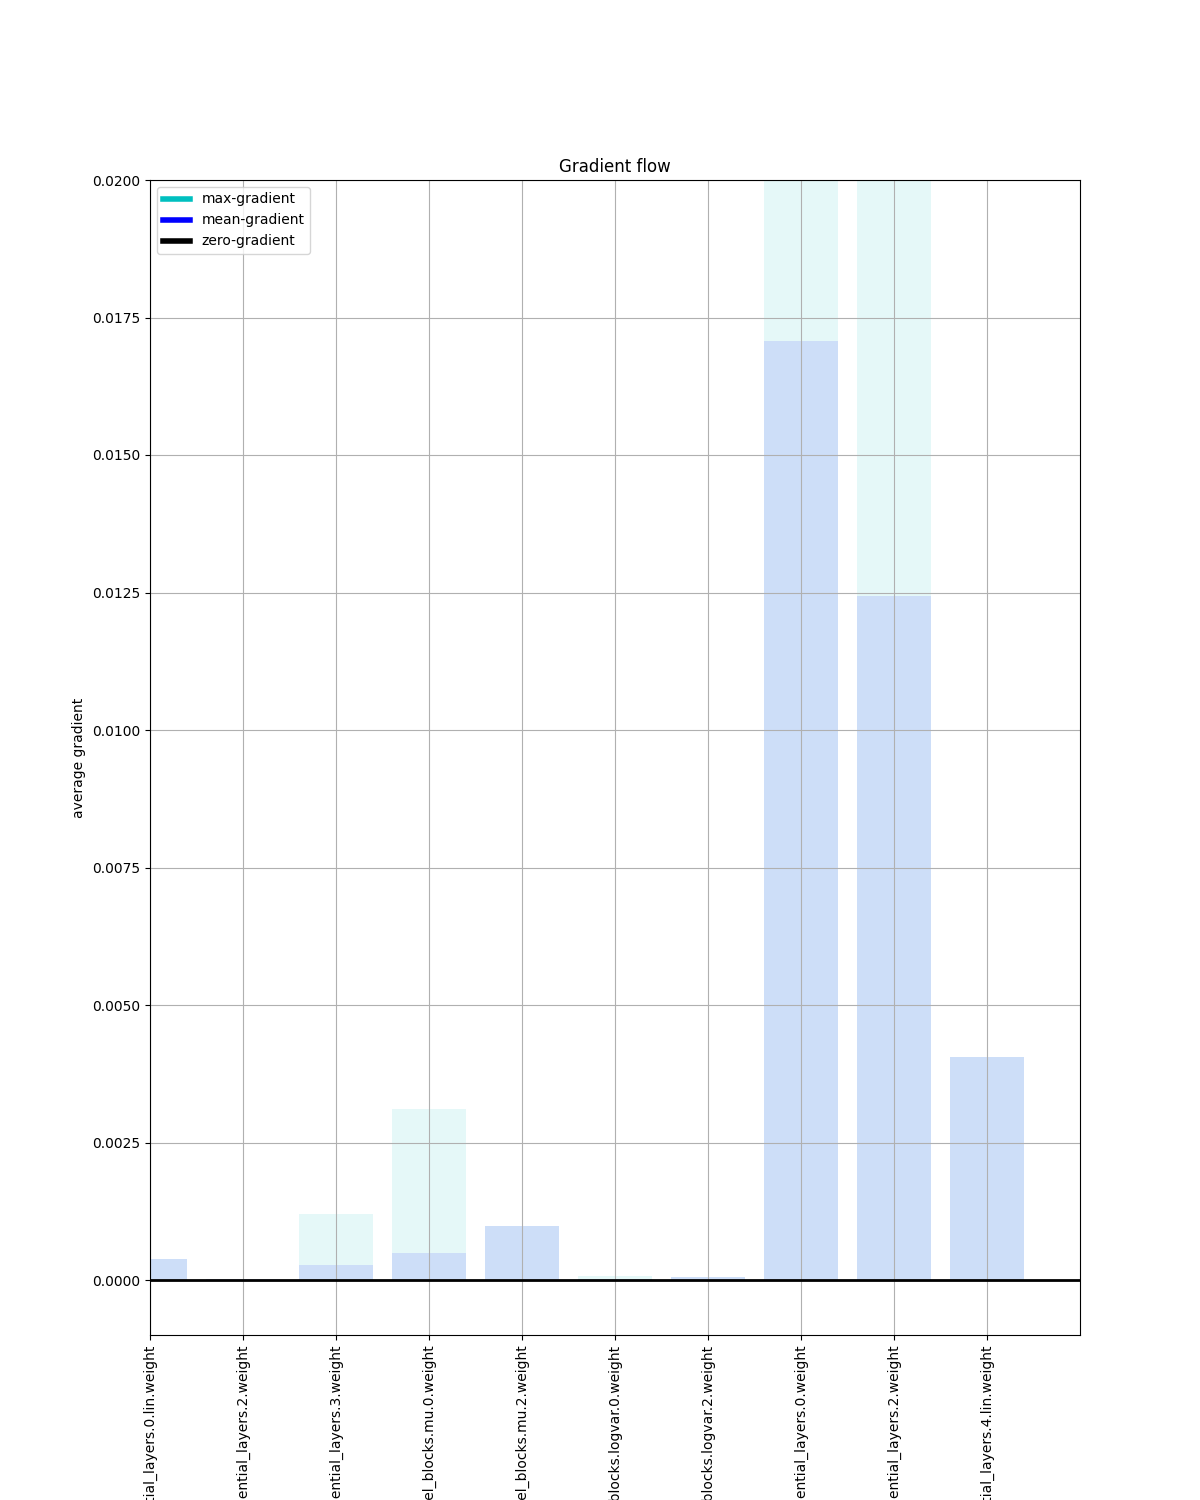 Gradient flow
max-gradient
mean-gradient
zero-gradient
average gradient
0.0200
0.0175
0.0150
0.0125
0.0100
0.0075
0.0050
0.0025
0.0000
tial_layers.0.lin.weight
ential_layers.2.weight
ential_layers.3.weight
el_blocks.mu.0.weight
el_blocks.mu.2.weight
blocks.logvar.0.weight
blocks.logvar.2.weight
ential_layers.0.weight
ential_layers.2.weight
tial_layers.4.lin.weight